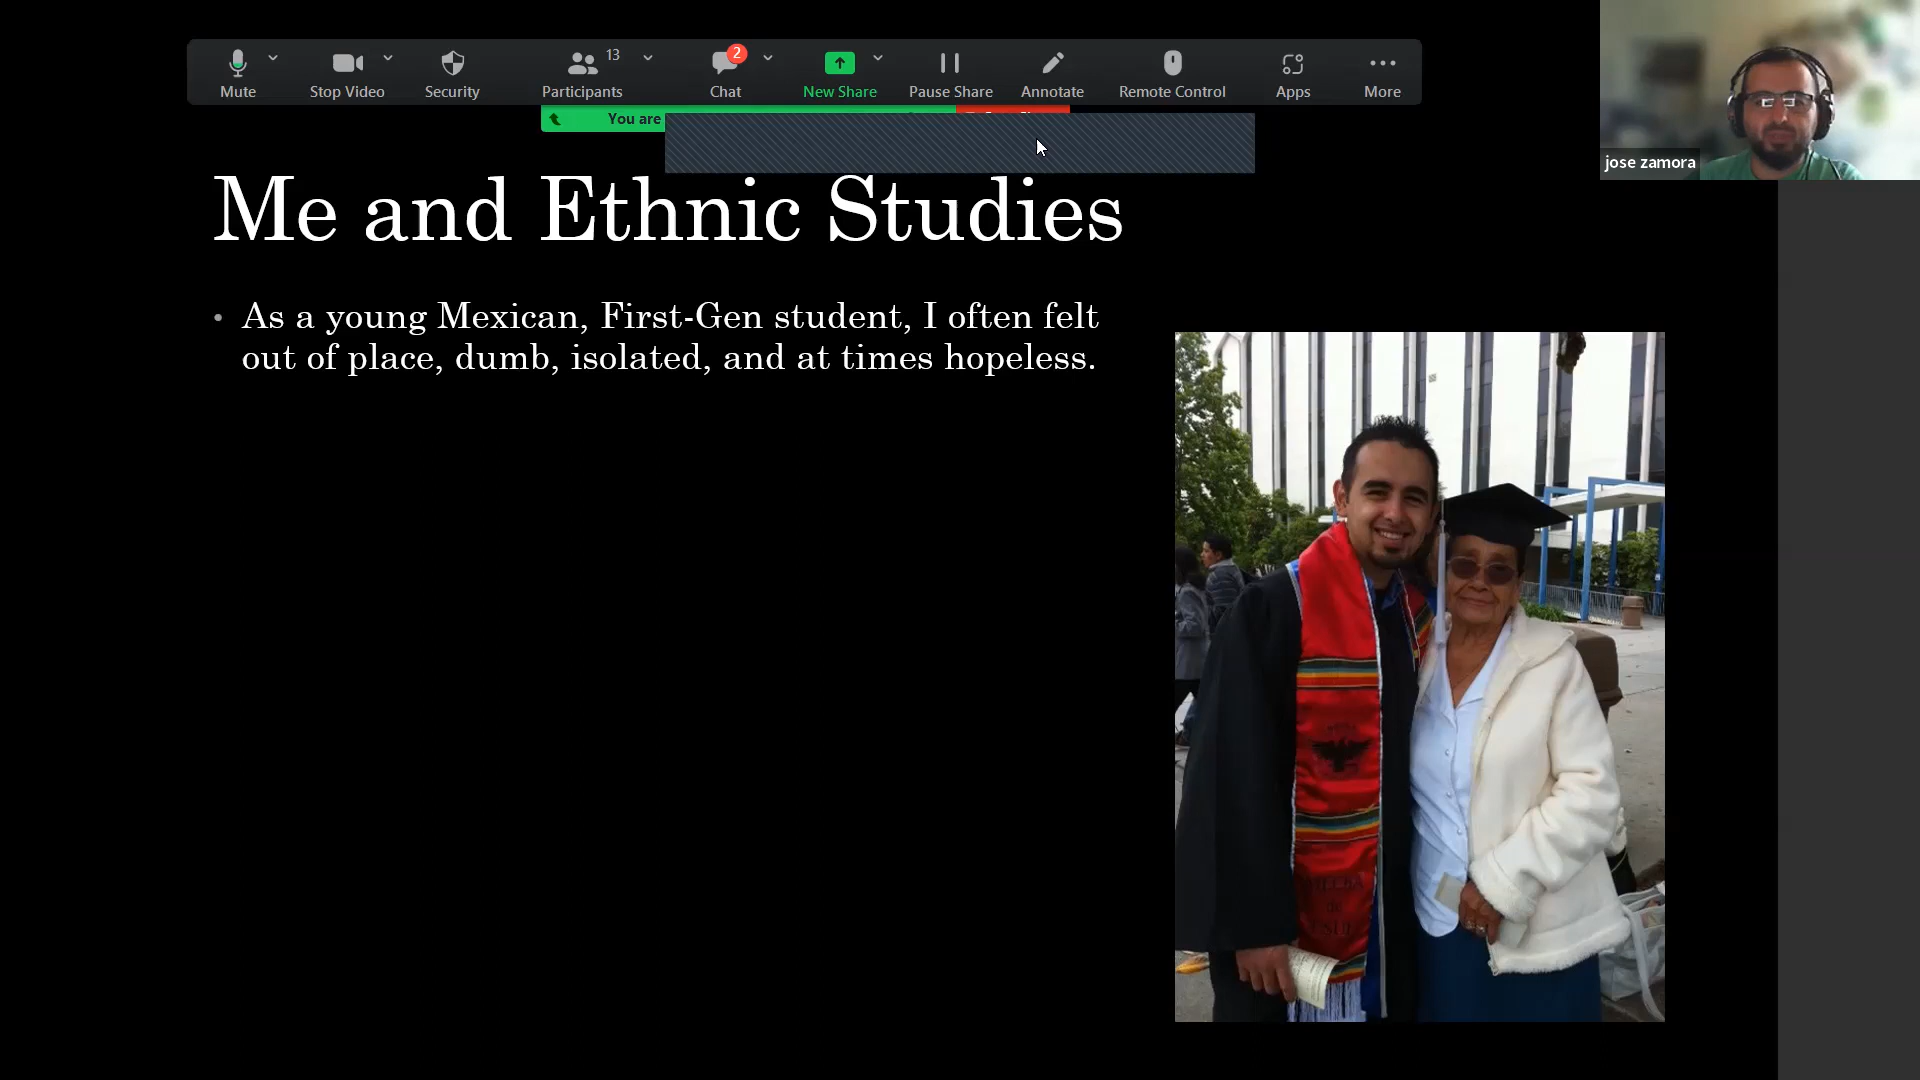 13
2
Mute
Stop Video
Security
Participants
Chat
New Share
Pause Share
Annotate
Remote Control
Apps
More
You are
jose zamora
Me and Ethnic Studies
• As a young Mexican, First-Gen student, I often felt
out of place, dumb, isolated, and at times hopeless.